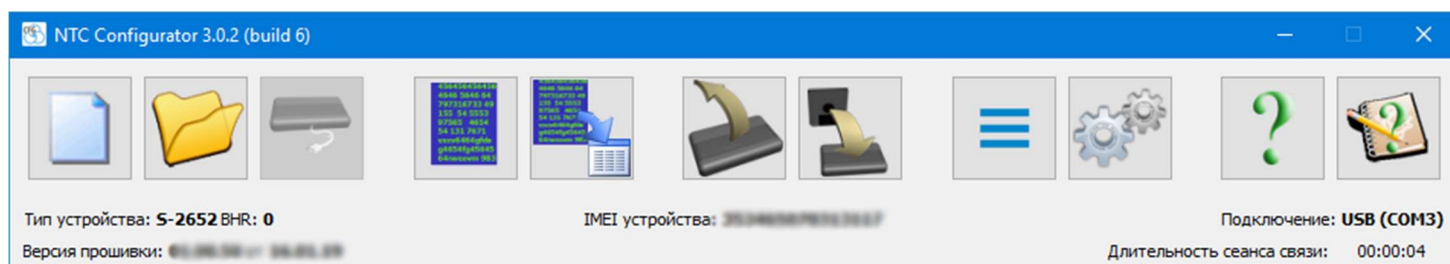 NTC Configurator 3.0.2 (build 6)
Тип устройства: S-2652 BHR: 0 IMEI устройства: Подключение: USB (COM3)
Версия прошивки: Длительность сеанса связи: 00:00:04